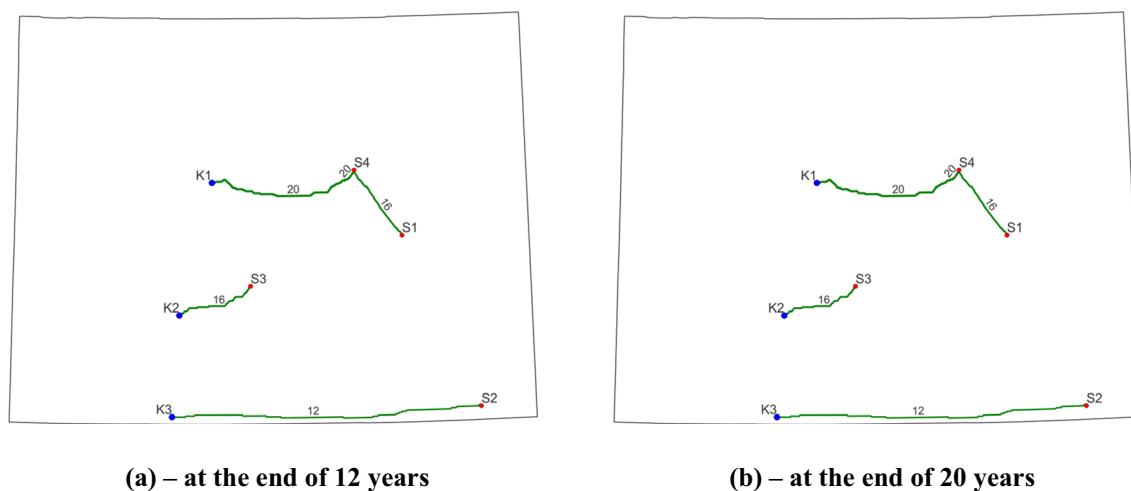 S4
K1
20
20
16
S1
S3
K2
16
K3
12
S2
(a) – at the end of 12 years
S4
K1
20
20
16
S1
S3
K2
16
K3
12
S2
(b) – at the end of 20 years